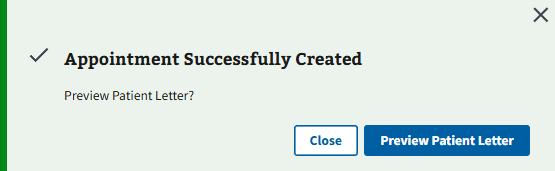 Appointment Successfully Created
Preview Patient Letter?
Close
Preview Patient Letter